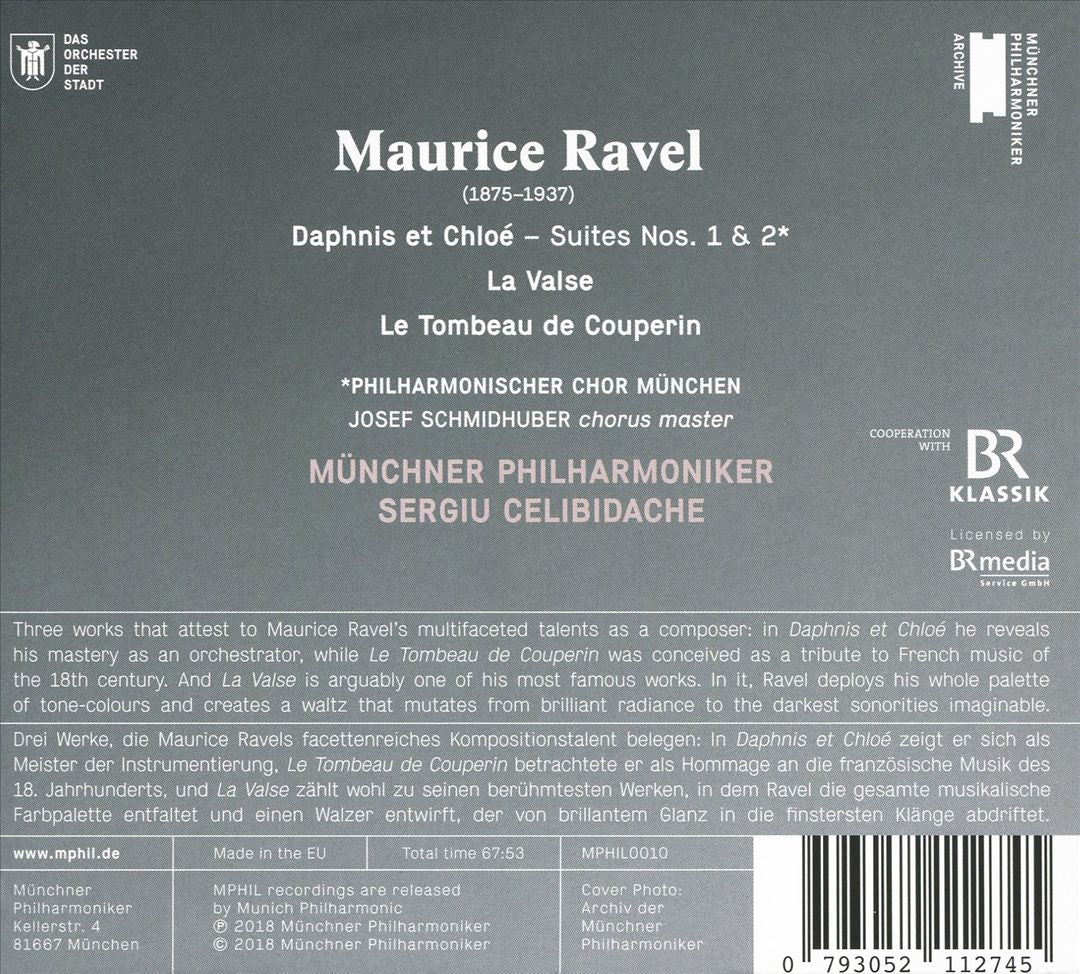 DAS
ORCHESTER
DER
STADT
MÜNCHNER
PHILHARMONIKER
ARCHIVE
Maurice Ravel
(1875–1937)
Daphnis et Chloé – Suites Nos. 1 & 2*
La Valse
Le Tombeau de Couperin
*PHILHARMONISCHER CHOR MÜNCHEN
JOSEF SCHMIDHUBER chorus master
MÜNCHNER PHILHARMONIKER
SERGIU CELIBIDACHE
COOPERATION
WITH
BR
KLASSIK
Licensed by
BRmedia
Service GmbH
Three works that attest to Maurice Ravel's multifaceted talents as a composer: in Daphnis et Chloé he reveals
his mastery as an orchestrator, while Le Tombeau de Couperin was conceived as a tribute to French music of
the 18th century. And La Valse is arguably one of his most famous works. In it, Ravel deploys his whole palette
of tone-colours and creates a waltz that mutates from brilliant radiance to the darkest sonorities imaginable.
Drei Werke, die Maurice Ravels facettenreiches Kompositionstalent belegen: In Daphnis et Chloé zeigt er sich als
Meister der Instrumentierung, Le Tombeau de Couperin betrachtete er als Hommage an die französische Musik des
18. Jahrhunderts, und La Valse zählt wohl zu seinen berühmtesten Werken, in dem Ravel die gesamte musikalische
Farbpalette entfaltet und einen Walzer entwirft, der von brillantem Glanz in die finstersten Klänge abdriftet.
www.mphil.de
Made in the EU
Total time 67:53
MPHIL0010
Münchner
Philharmoniker
Kellerstr. 4
81667 München
MPHIL recordings are released
by Munich Philharmonic
℗ 2018 Münchner Philharmoniker
© 2018 Münchner Philharmoniker
Cover Photo:
Archiv der
Münchner
Philharmoniker
0 793052 112745